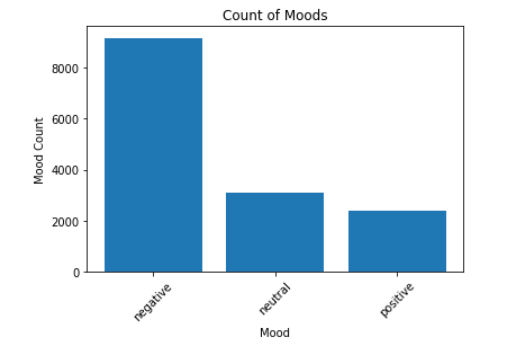 Count of Moods
8000
6000
4000
2000
0
Mood Count
negative
neutral
positive
Mood